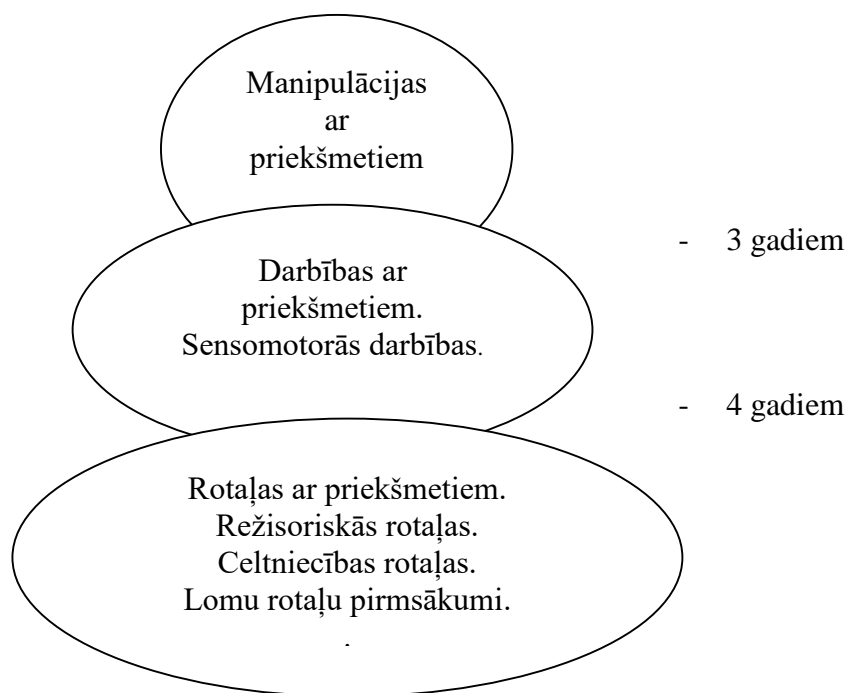 Manipulācijas
ar
priekšmetiem
- 3 gadiem
Darbības ar
priekšmetiem.
Sensomotorās darbības.
- 4 gadiem
Rotaļas ar priekšmetiem.
Režisoriskās rotaļas.
Celtniecības rotaļas.
Lomu rotaļu pirmsākumi.
.